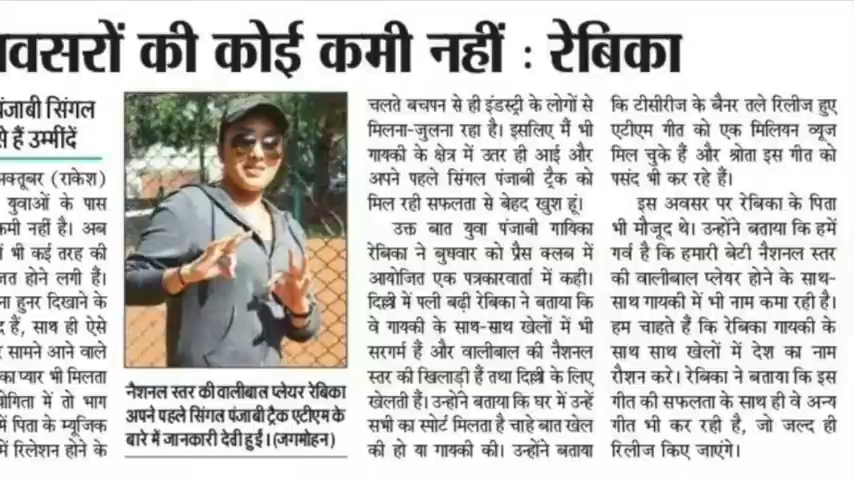 वसरों की कोई कमी नहीं : रेबिका
पंजाबी सिंगल
से हैं उम्मीदें
अक्तूबर (राकेश)
युवाओं के पास
कमी नहीं है। अब
भी कई तरह की
होने लगी हैं।
हुनर दिखाने के
हैं, साथ ही ऐसे
सामने आने वाले
का प्यार भी मिलता
में तो भाग
में पिता के म्यूजिक
में रिलेशन होने के
नैशनल स्तर की वालीबाल प्लेयर रेबिका
अपने पहले सिंगल पंजाबी ट्रैक एटीएम के
बारे में जानकारी देती हुईं। (जगमोहन)
चलते बचपन से ही इंडस्ट्री के लोगों से
मिलना-जुलना रहा है। इसलिए मैं भी
गायकी के क्षेत्र में उतर ही आई और
अपने पहले सिंगल पंजाबी ट्रैक को
मिल रही सफलता से बेहद खुश हूं।
उक्त बात युवा पंजाबी गायिका
रेबिका ने बुधवार को प्रैस क्लब में
आयोजित एक पत्रकारवार्ता में कही।
दिल्ली में पली बढ़ी रेबिका ने बताया कि
वे गायकी के साथ-साथ खेलों में भी
सरगर्म हैं और वालीबाल की नैशनल
स्तर की खिलाड़ी हैं तथा दिल्ली के लिए
खेलती हैं। उन्होंने बताया कि घर में उन्हें
सभी का स्पोर्ट मिलता है चाहे बात खेल
की हो या गायकी की। उन्होंने बताया
कि टीसीरीज के बैनर तले रिलीज हुए
एटीएम गीत को एक मिलियन व्यूज
मिल चुके हैं और श्रोता इस गीत को
पसंद भी कर रहे हैं।
इस अवसर पर रेबिका के पिता
भी मौजूद थे। उन्होंने बताया कि हमें
गर्व है कि हमारी बेटी नैशनल स्तर
की वालीबाल प्लेयर होने के साथ-
साथ गायकी में भी नाम कमा रही है।
हम चाहते हैं कि रेबिका गायकी के
साथ साथ खेलों में देश का नाम
रौशन करे। रेबिका ने बताया कि इस
गीत की सफलता के साथ ही वे अन्य
गीत भी कर रही है, जो जल्द ही
रिलीज किए जाएंगे।